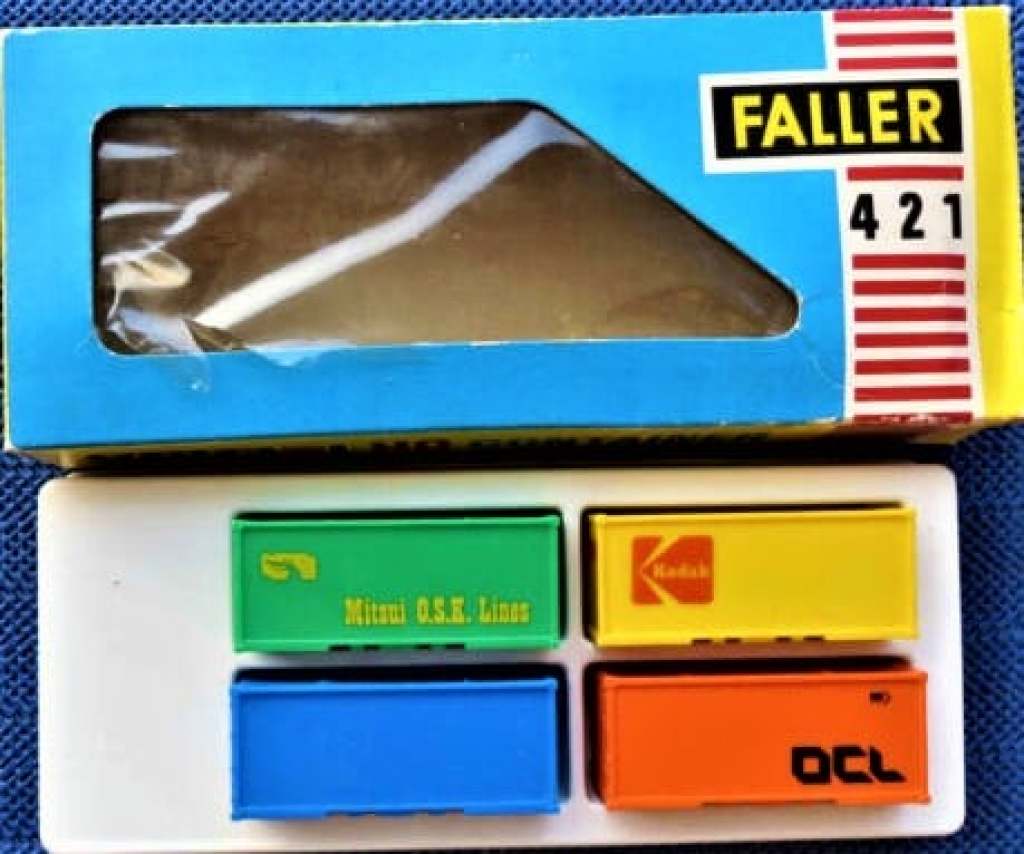 FALLER
421
Mitsui O.S.K. Lines
Kodak
OCL